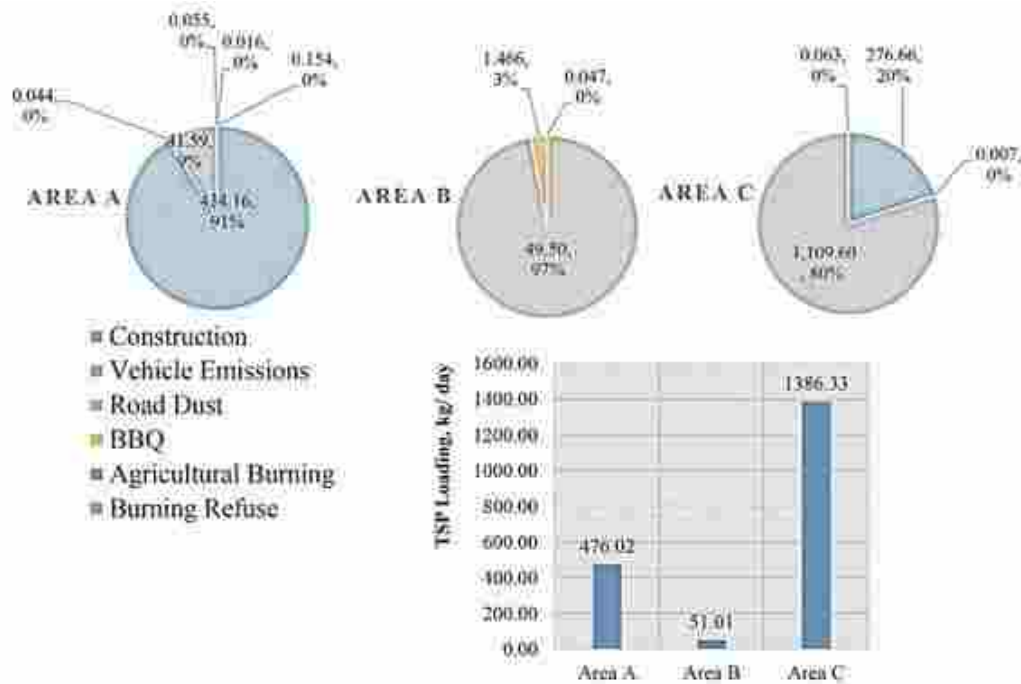 0.055,
0%
0.016,
0%
0.154,
0%
0.044,
0%
41.59,
9%
434.16,
91%
AREA A
1.466,
3%
0.047,
0%
AREA B
49.50,
97%
0.063,
0%
276.66,
20%
0.007,
0%
AREA C
1,109.60
, 80%
Construction
Vehicle Emissions
Road Dust
BBQ
Agricultural Burning
Burning Refuse
TSP Loading, kg/ day
1600.00
1400.00
1200.00
1000.00
800.00
600.00
400.00
200.00
0.00
476.02
51.01
1386.33
Area A
Area B
Area C